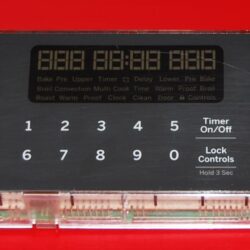 888 88:88 888
Bake Pre Upper Timer Delay Lower Pre Bake
Broil Convection Multi Cook Time Warm Proof Broil
Roast Warm Proof Clock Clean Door Controls
1 2 3 4 5 Timer
On/Off
6 7 8 9 0 Lock
Controls
Hold 3 Sec